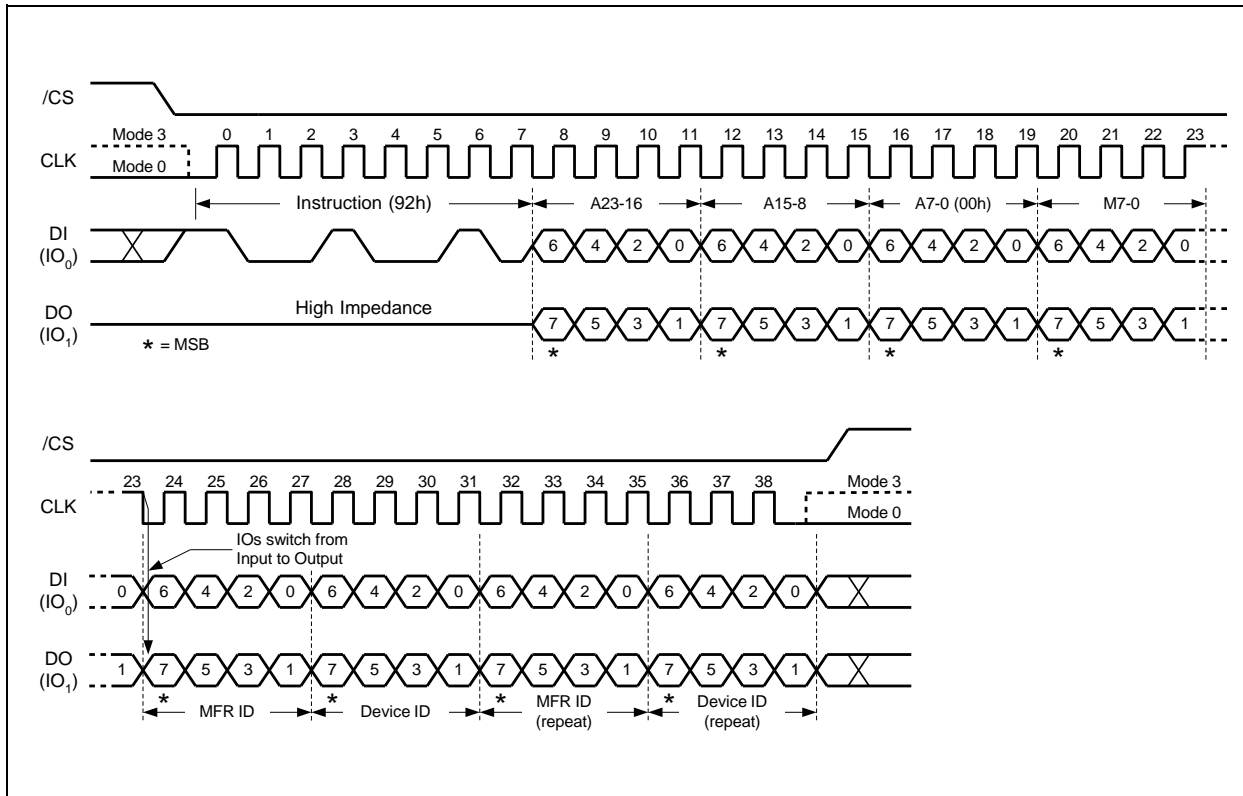 /CS
Mode 3 0 1 2 3 4 5 6 7 8 9 10 11 12 13 14 15 16 17 18 19 20 21 22 23
CLK Mode 0
Instruction (92h) A23-16 A15-8 A7-0 (00h) M7-0
DI
(IO0) 6 4 2 0 6 4 2 0 6 4 2 0 6 4 2 0
High Impedance
DO
(IO1) 7 5 3 1 7 5 3 1 7 5 3 1 7 5 3 1
* = MSB * * * *
/CS
23 24 25 26 27 28 29 30 31 32 33 34 35 36 37 38 Mode 3
CLK Mode 0
IOs switch from
Input to Output
DI
(IO0) 0 6 4 2 0 6 4 2 0 6 4 2 0 6 4 2 0
DO
(IO1) 1 7 5 3 1 7 5 3 1 7 5 3 1 7 5 3 1
* * * *
MFR ID Device ID MFR ID
(repeat) Device ID
(repeat)